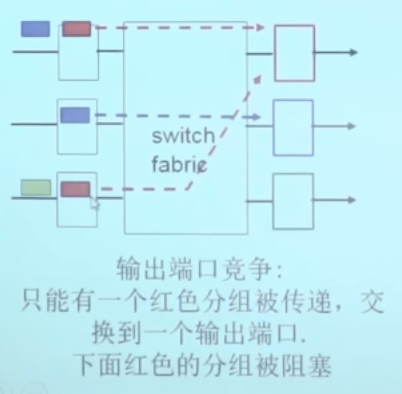 switch
fabric
输出端口竞争:
只能有一个红色分组被传递，交
换到一个输出端口.
下面红色的分组被阻塞